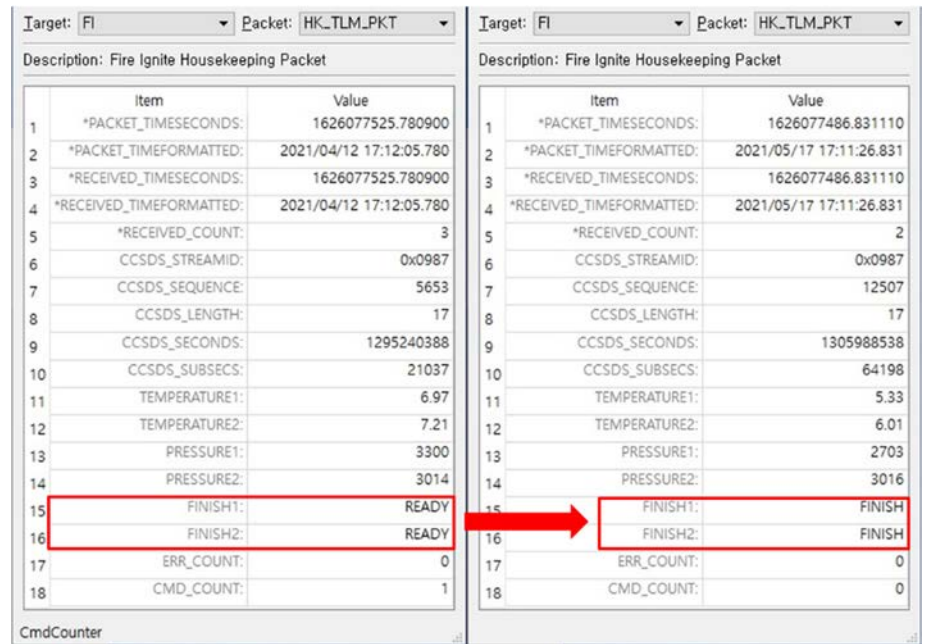 Target: FI Packet: HK_TLM_PKT
Description: Fire Ignite Housekeeping Packet
Item Value
1 *PACKET_TIMESECONDS: 1626077525.780900
2 *PACKET_TIMEFORMATTED: 2021/04/12 17:12:05.780
3 *RECEIVED_TIMESECONDS: 1626077525.780900
4 *RECEIVED_TIMEFORMATTED: 2021/04/12 17:12:05.780
5 *RECEIVED_COUNT: 3
6 CCSDS_STREAMID: 0x0987
7 CCSDS_SEQUENCE: 5653
8 CCSDS_LENGTH: 17
9 CCSDS_SECONDS: 1295240388
10 CCSDS_SUBSECS: 21037
11 TEMPERATURE1: 6.97
12 TEMPERATURE2: 7.21
13 PRESSURE1: 3300
14 PRESSURE2: 3014
15 FINISH1: READY
16 FINISH2: READY
17 ERR_COUNT: 0
18 CMD_COUNT: 1
CmdCounter
Target: FI Packet: HK_TLM_PKT
Description: Fire Ignite Housekeeping Packet
Item Value
1 *PACKET_TIMESECONDS: 1626077486.831110
2 *PACKET_TIMEFORMATTED: 2021/05/17 17:11:26.831
3 *RECEIVED_TIMESECONDS: 1626077486.831110
4 *RECEIVED_TIMEFORMATTED: 2021/05/17 17:11:26.831
5 *RECEIVED_COUNT: 2
6 CCSDS_STREAMID: 0x0987
7 CCSDS_SEQUENCE: 12507
8 CCSDS_LENGTH: 17
9 CCSDS_SECONDS: 1305988538
10 CCSDS_SUBSECS: 64198
11 TEMPERATURE1: 5.33
12 TEMPERATURE2: 6.01
13 PRESSURE1: 2703
14 PRESSURE2: 3016
15 FINISH1: FINISH
16 FINISH2: FINISH
17 ERR_COUNT: 0
18 CMD_COUNT: 0